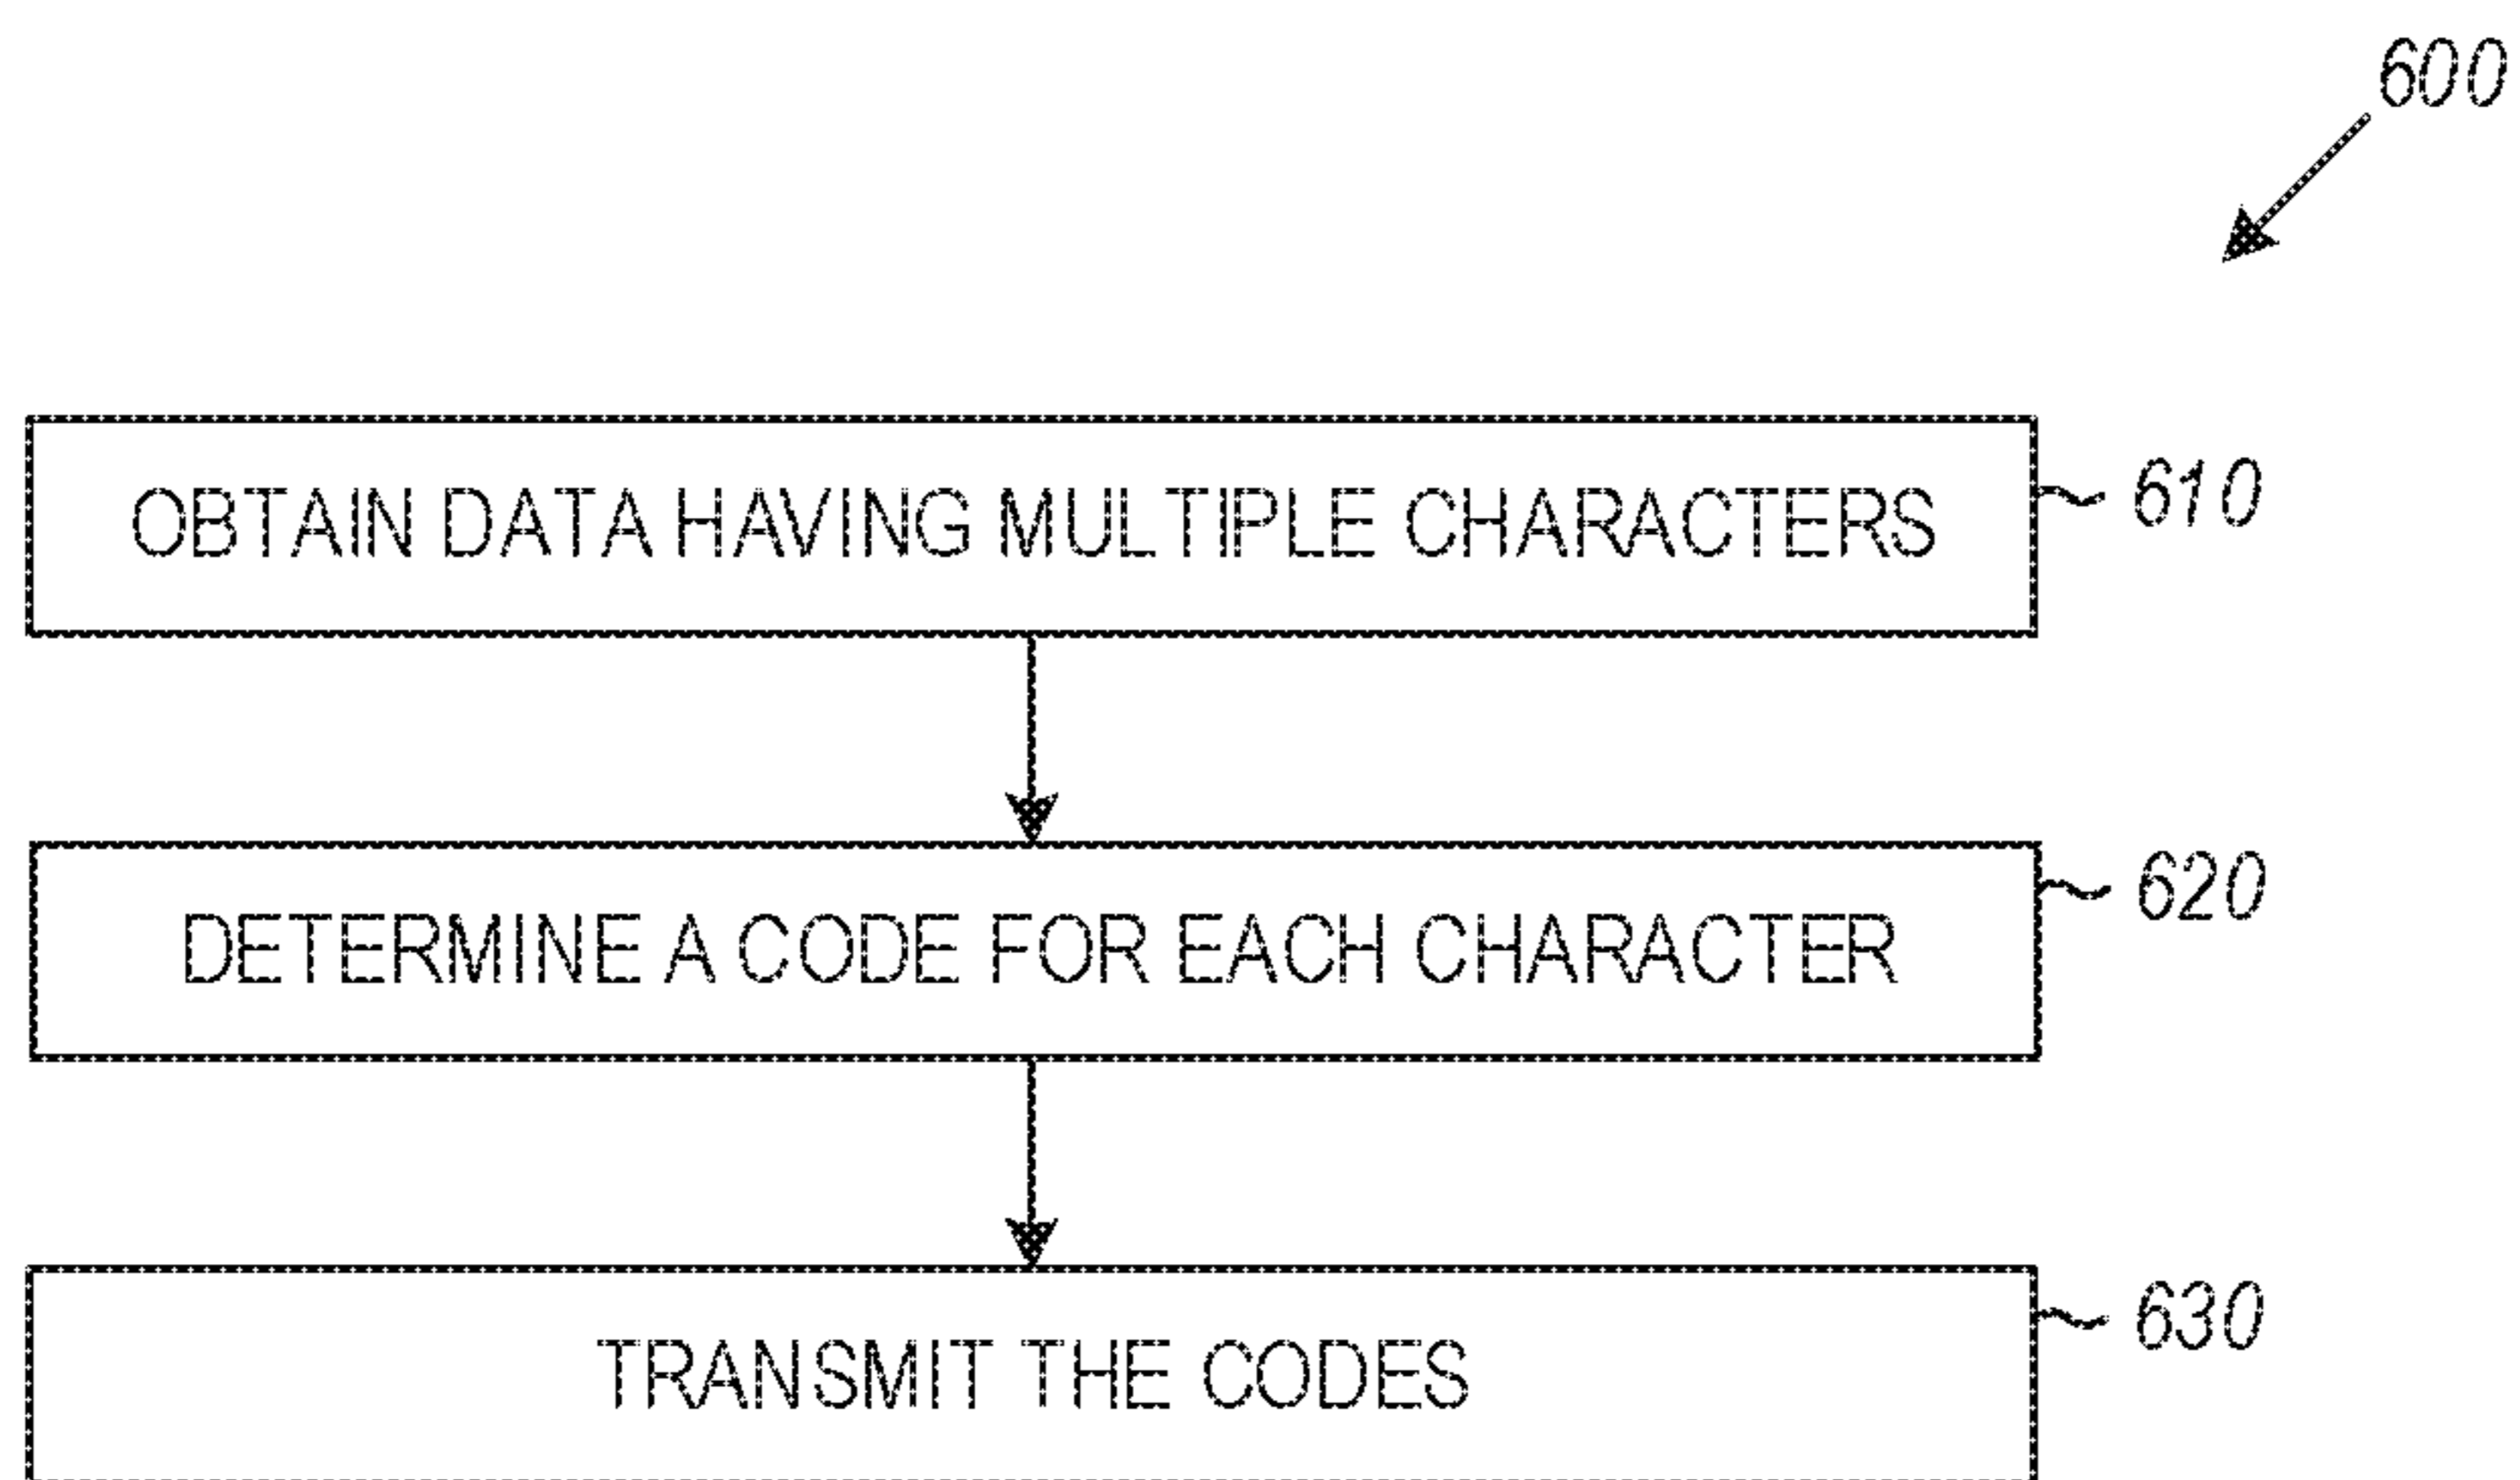 600
OBTAIN DATA HAVING MULTIPLE CHARACTERS 610
DETERMINE A CODE FOR EACH CHARACTER 620
TRANSMIT THE CODES 630